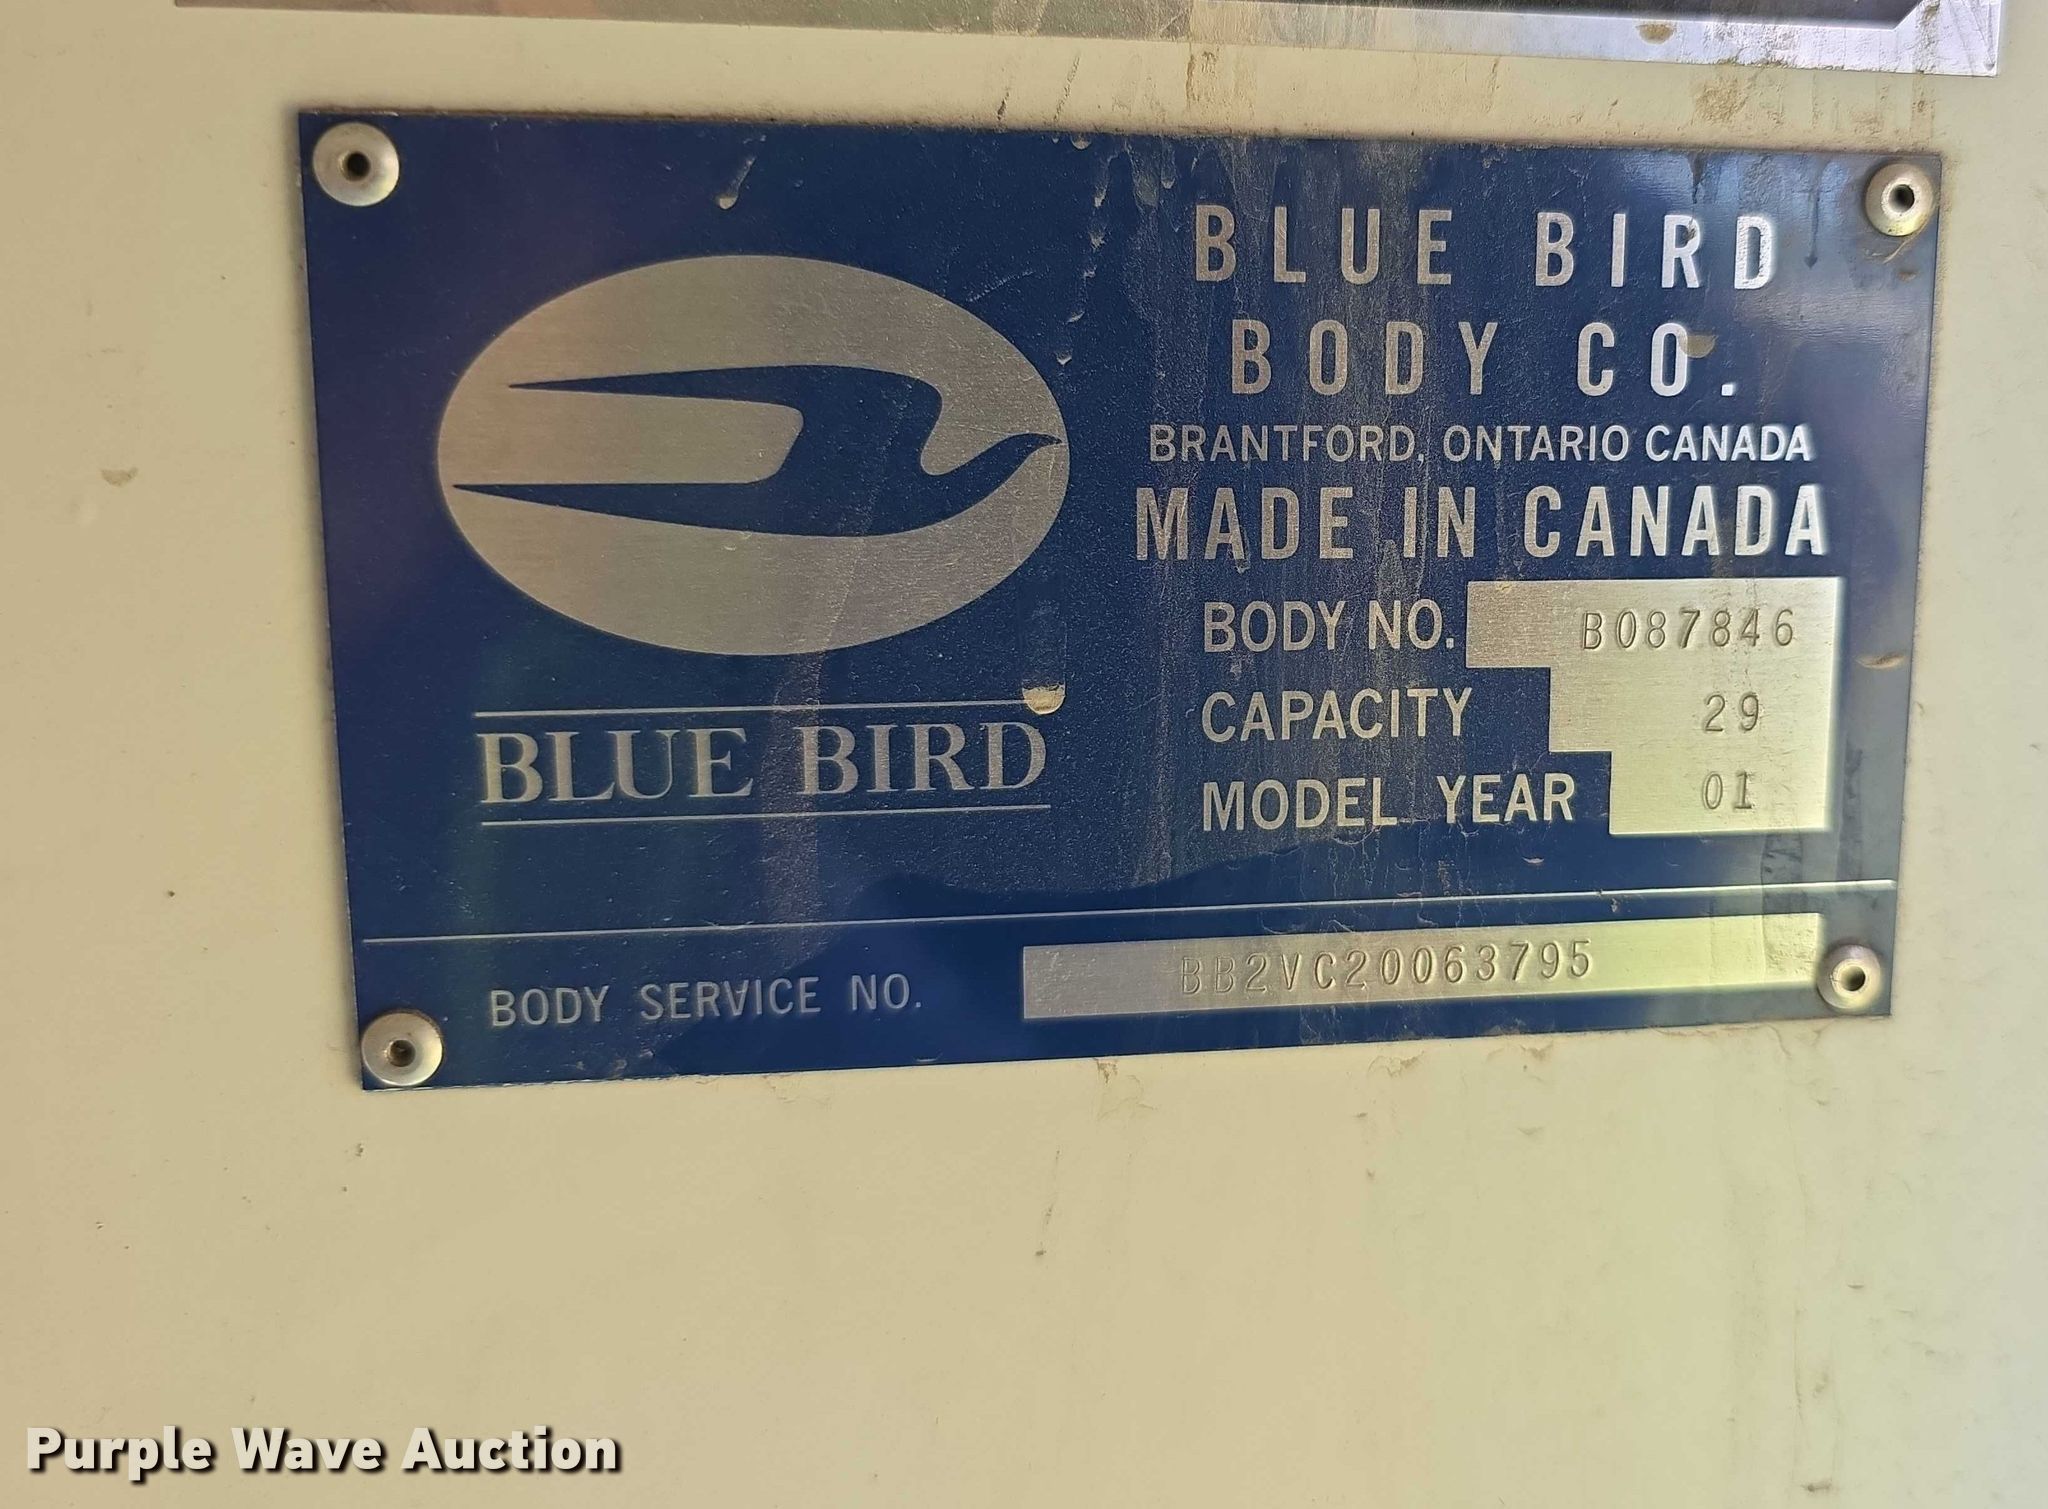 BLUE BIRD
BODY CO.
BRANTFORD, ONTARIO CANADA
MADE IN CANADA
BODY NO. B087846
CAPACITY 29
MODEL YEAR 01
BLUE BIRD
BODY SERVICE NO. BB2VC20063795
Purple Wave Auction